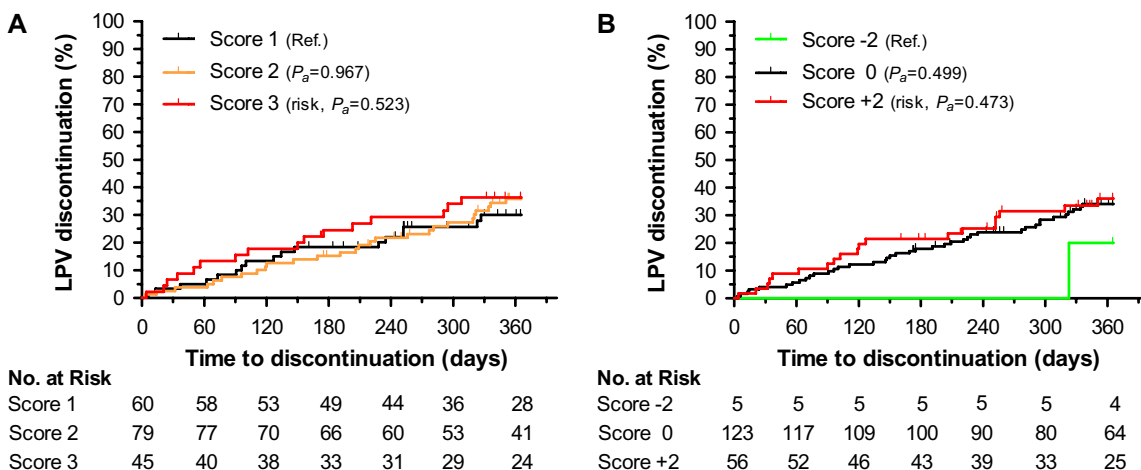 A
LPV discontinuation (%)
100
90
80
70
60
50
40
30
20
10
0
Score 1 (Ref.)
Score 2 (Pa=0.967)
Score 3 (risk, Pa=0.523)
0 60 120 180 240 300 360
Time to discontinuation (days)
No. at Risk
Score 1 60 58 53 49 44 36 28
Score 2 79 77 70 66 60 53 41
Score 3 45 40 38 33 31 29 24
B
LPV discontinuation (%)
100
90
80
70
60
50
40
30
20
10
0
Score -2 (Ref.)
Score 0 (Pa=0.499)
Score +2 (risk, Pa=0.473)
0 60 120 180 240 300 360
Time to discontinuation (days)
No. at Risk
Score -2 5 5 5 5 5 5 4
Score 0 123 117 109 100 90 80 64
Score +2 56 52 46 43 39 33 25